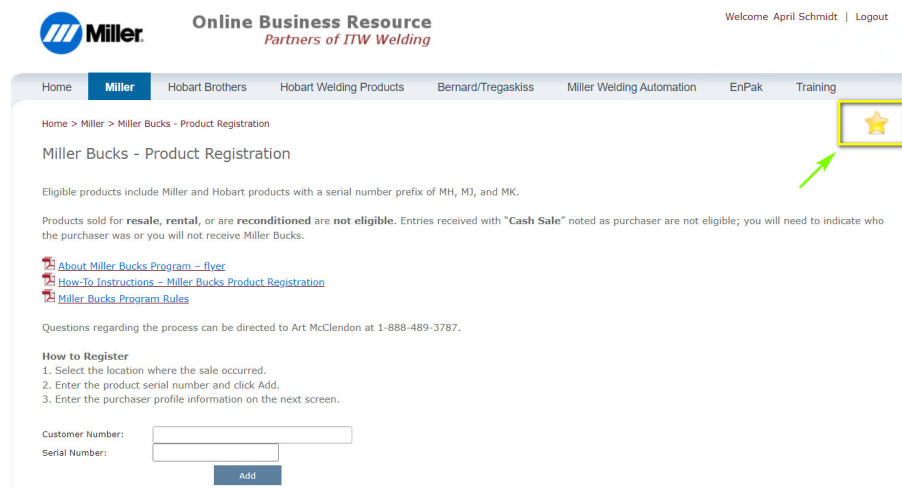 Miller.
Online Business Resource
Partners of ITW Welding
Welcome April Schmidt | Logout
Home Miller Hobart Brothers Hobart Welding Products Bernard/Tregaskiss Miller Welding Automation EnPak Training
Home > Miller > Miller Bucks - Product Registration
Miller Bucks - Product Registration
Eligible products include Miller and Hobart products with a serial number prefix of MH, MJ, and MK.
Products sold for resale, rental, or are reconditioned are not eligible. Entries received with "Cash Sale" noted as purchaser are not eligible; you will need to indicate who
the purchaser was or you will not receive Miller Bucks.
About Miller Bucks Program – flyer
How-To Instructions – Miller Bucks Product Registration
Miller Bucks Program Rules
Questions regarding the process can be directed to Art McClendon at 1-888-489-3787.
How to Register
1. Select the location where the sale occurred.
2. Enter the product serial number and click Add.
3. Enter the purchaser profile information on the next screen.
Customer Number:
Serial Number:
Add